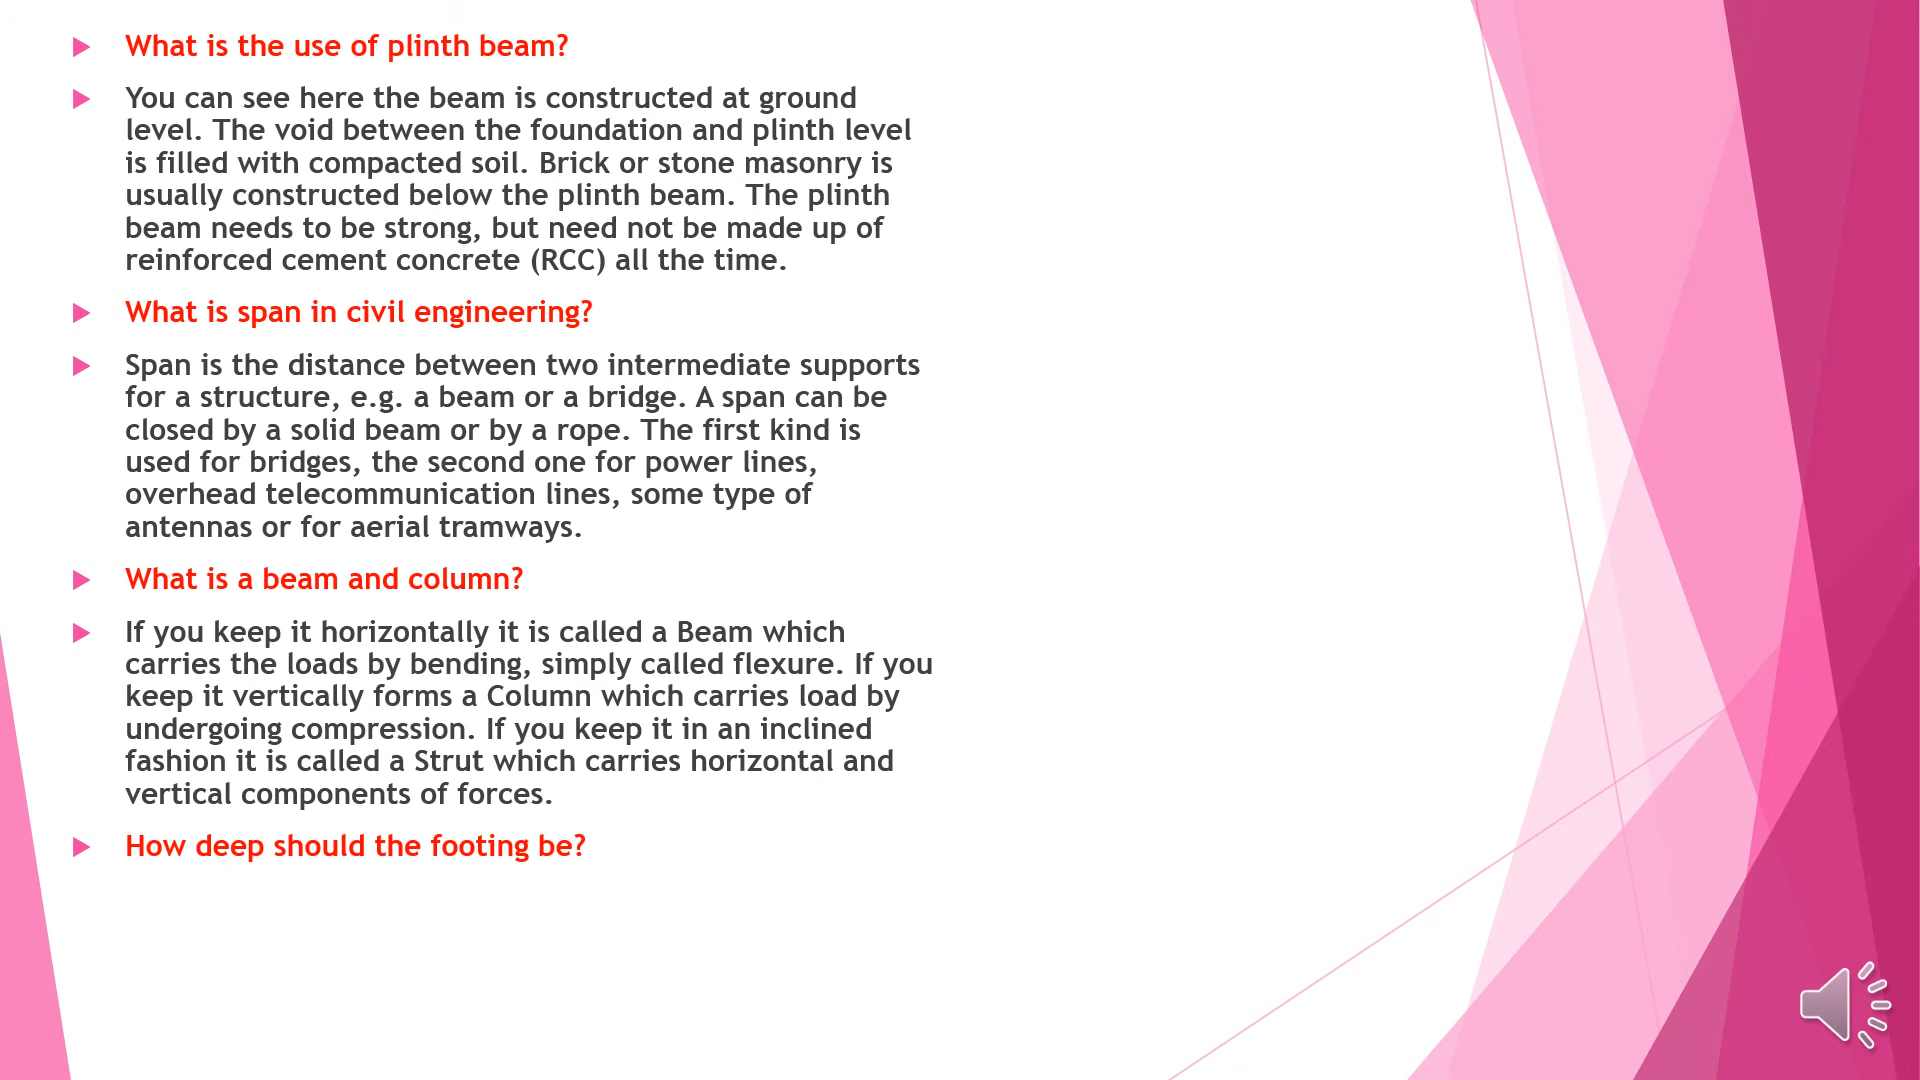 What is the use of plinth beam?
You can see here the beam is constructed at ground
level. The void between the foundation and plinth level
is filled with compacted soil. Brick or stone masonry is
usually constructed below the plinth beam. The plinth
beam needs to be strong, but need not be made up of
reinforced cement concrete (RCC) all the time.
What is span in civil engineering?
Span is the distance between two intermediate supports
for a structure, e.g. a beam or a bridge. A span can be
closed by a solid beam or by a rope. The first kind is
used for bridges, the second one for power lines,
overhead telecommunication lines, some type of
antennas or for aerial tramways.
What is a beam and column?
If you keep it horizontally it is called a Beam which
carries the loads by bending, simply called flexure. If you
keep it vertically forms a Column which carries load by
undergoing compression. If you keep it in an inclined
fashion it is called a Strut which carries horizontal and
vertical components of forces.
How deep should the footing be?